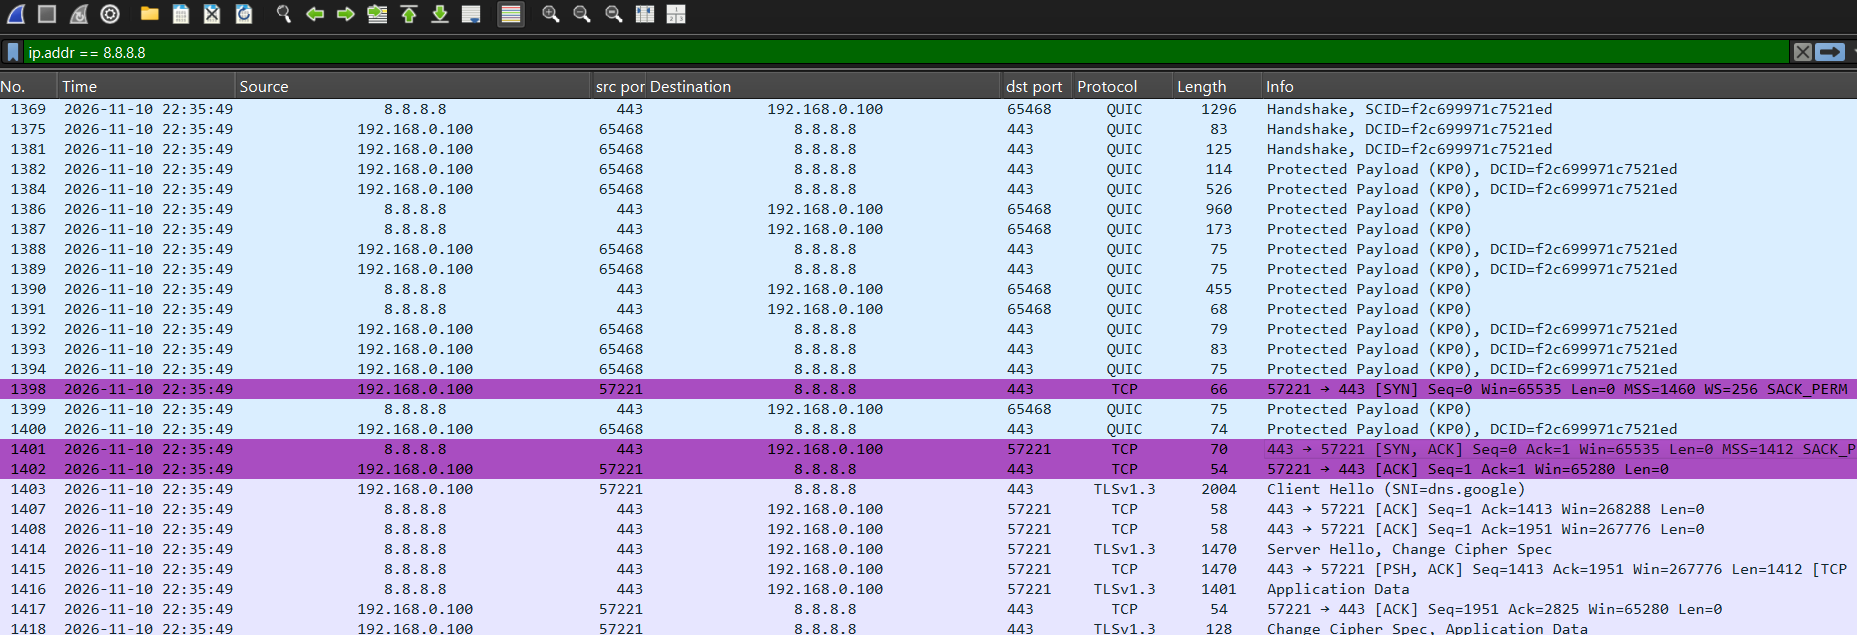 ip.addr == 8.8.8.8
No. Time Source src por Destination dst port Protocol Length Info
1369 2026-11-10 22:35:49 8.8.8.8 443 192.168.0.100 65468 QUIC 1296 Handshake, SCID=f2c699971c7521ed
1375 2026-11-10 22:35:49 192.168.0.100 65468 8.8.8.8 443 QUIC 83 Handshake, DCID=f2c699971c7521ed
1381 2026-11-10 22:35:49 192.168.0.100 65468 8.8.8.8 443 QUIC 125 Handshake, DCID=f2c699971c7521ed
1382 2026-11-10 22:35:49 192.168.0.100 65468 8.8.8.8 443 QUIC 114 Protected Payload (KP0), DCID=f2c699971c7521ed
1384 2026-11-10 22:35:49 192.168.0.100 65468 8.8.8.8 443 QUIC 526 Protected Payload (KP0), DCID=f2c699971c7521ed
1386 2026-11-10 22:35:49 8.8.8.8 443 192.168.0.100 65468 QUIC 960 Protected Payload (KP0)
1387 2026-11-10 22:35:49 8.8.8.8 443 192.168.0.100 65468 QUIC 173 Protected Payload (KP0)
1388 2026-11-10 22:35:49 192.168.0.100 65468 8.8.8.8 443 QUIC 75 Protected Payload (KP0), DCID=f2c699971c7521ed
1389 2026-11-10 22:35:49 192.168.0.100 65468 8.8.8.8 443 QUIC 75 Protected Payload (KP0), DCID=f2c699971c7521ed
1390 2026-11-10 22:35:49 8.8.8.8 443 192.168.0.100 65468 QUIC 455 Protected Payload (KP0)
1391 2026-11-10 22:35:49 8.8.8.8 443 192.168.0.100 65468 QUIC 68 Protected Payload (KP0)
1392 2026-11-10 22:35:49 192.168.0.100 65468 8.8.8.8 443 QUIC 79 Protected Payload (KP0), DCID=f2c699971c7521ed
1393 2026-11-10 22:35:49 192.168.0.100 65468 8.8.8.8 443 QUIC 83 Protected Payload (KP0), DCID=f2c699971c7521ed
1394 2026-11-10 22:35:49 192.168.0.100 65468 8.8.8.8 443 QUIC 75 Protected Payload (KP0), DCID=f2c699971c7521ed
1398 2026-11-10 22:35:49 192.168.0.100 57221 8.8.8.8 443 TCP 66 57221 → 443 [SYN] Seq=0 Win=65535 Len=0 MSS=1460 WS=256 SACK_PERM
1399 2026-11-10 22:35:49 8.8.8.8 443 192.168.0.100 65468 QUIC 75 Protected Payload (KP0)
1400 2026-11-10 22:35:49 192.168.0.100 65468 8.8.8.8 443 QUIC 74 Protected Payload (KP0), DCID=f2c699971c7521ed
1401 2026-11-10 22:35:49 8.8.8.8 443 192.168.0.100 57221 TCP 70 443 → 57221 [SYN, ACK] Seq=0 Ack=1 Win=65535 Len=0 MSS=1412 SACK_P
1402 2026-11-10 22:35:49 192.168.0.100 57221 8.8.8.8 443 TCP 54 57221 → 443 [ACK] Seq=1 Ack=1 Win=65280 Len=0
1403 2026-11-10 22:35:49 192.168.0.100 57221 8.8.8.8 443 TLSv1.3 2004 Client Hello (SNI=dns.google)
1407 2026-11-10 22:35:49 8.8.8.8 443 192.168.0.100 57221 TCP 58 443 → 57221 [ACK] Seq=1 Ack=1413 Win=268288 Len=0
1408 2026-11-10 22:35:49 8.8.8.8 443 192.168.0.100 57221 TCP 58 443 → 57221 [ACK] Seq=1 Ack=1951 Win=267776 Len=0
1414 2026-11-10 22:35:49 8.8.8.8 443 192.168.0.100 57221 TLSv1.3 1470 Server Hello, Change Cipher Spec
1415 2026-11-10 22:35:49 8.8.8.8 443 192.168.0.100 57221 TCP 1470 443 → 57221 [PSH, ACK] Seq=1413 Ack=1951 Win=267776 Len=1412 [TCP
1416 2026-11-10 22:35:49 8.8.8.8 443 192.168.0.100 57221 TLSv1.3 1401 Application Data
1417 2026-11-10 22:35:49 192.168.0.100 57221 8.8.8.8 443 TCP 54 57221 → 443 [ACK] Seq=1951 Ack=2825 Win=65280 Len=0
1418 2026-11-10 22:35:49 192.168.0.100 57221 8.8.8.8 443 TLSv1.3 128 Change Cipher Spec, Application Data